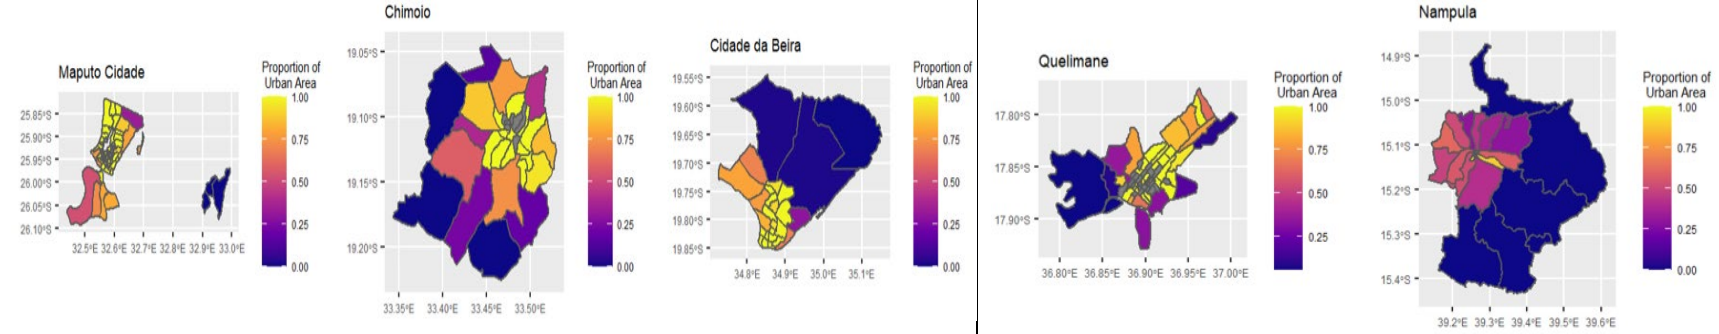 Maputo Cidade
25.85°S
25.90°S
25.95°S
26.00°S
26.05°S
26.10°S
32.5°E 32.6°E 32.7°E 32.8°E 32.9°E 33.0°E
Proportion of
Urban Area
1.00
0.75
0.50
0.25
0.00
Chimoio
19.05°S
19.10°S
19.15°S
19.20°S
33.35°E 33.40°E 33.45°E 33.50°E
Proportion of
Urban Area
1.00
0.75
0.50
0.25
0.00
Cidade da Beira
19.55°S
19.60°S
19.65°S
19.70°S
19.75°S
19.80°S
19.85°S
34.8°E 34.9°E 35.0°E 35.1°E
Proportion of
Urban Area
1.00
0.75
0.50
0.25
0.00
Quelimane
17.80°S
17.85°S
17.90°S
36.80°E 36.85°E 36.90°E 36.95°E 37.00°E
Proportion of
Urban Area
1.00
0.75
0.50
0.25
Nampula
14.9°S
15.0°S
15.1°S
15.2°S
15.3°S
15.4°S
39.2°E 39.3°E 39.4°E 39.5°E 39.6°E
Proportion of
Urban Area
1.00
0.75
0.50
0.25
0.00